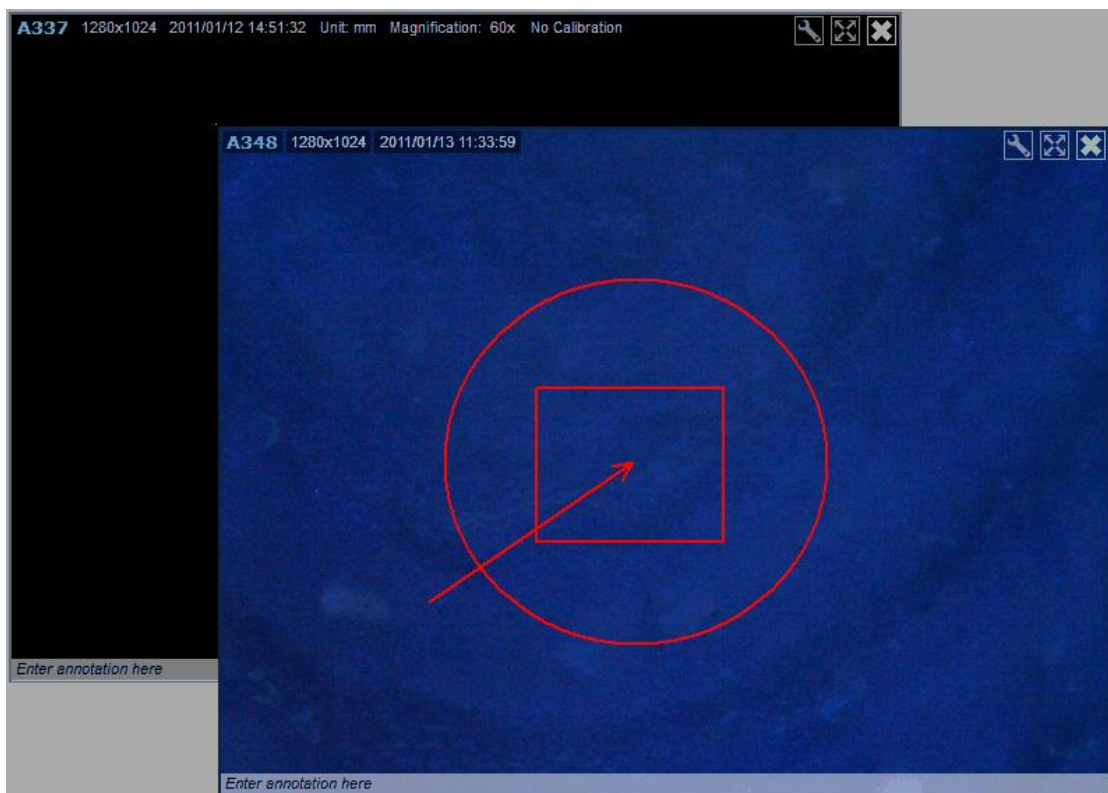 A337 1280x1024 2011/01/12 14:51:32 Unit: mm Magnification: 60x No Calibration
A348 1280x1024 2011/01/13 11:33:59
Enter annotation here
Enter annotation here